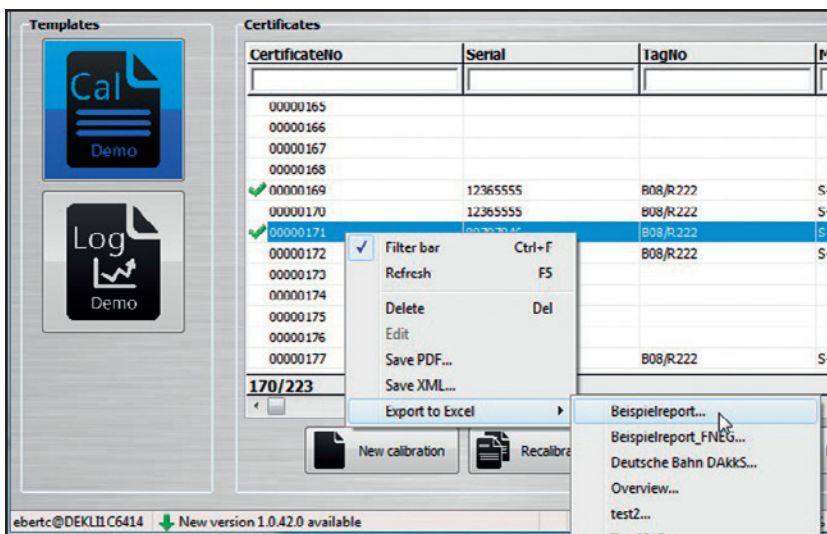 Templates
Certificates
CertificateNo Serial TagNo
Cal
Demo
Log
Demo
00000165
00000166
00000167
00000168
00000169 12365555 B08/R222 S-
00000170 12365555 B08/R222 S-
00000171 B08/R222
00000172 B08/R222 S-
00000173
00000174
00000175
00000176
00000177 B08/R222 S-
170/223
Filter bar Ctrl+F
Refresh F5
Delete Del
Edit
Save PDF...
Save XML...
Export to Excel
Beispielreport...
Beispielreport_FNEG...
Deutsche Bahn DAkkS...
Overview...
test2...
New calibration
Recalibra
ebertc@DEKLI1C6414 New version 1.0.42.0 available